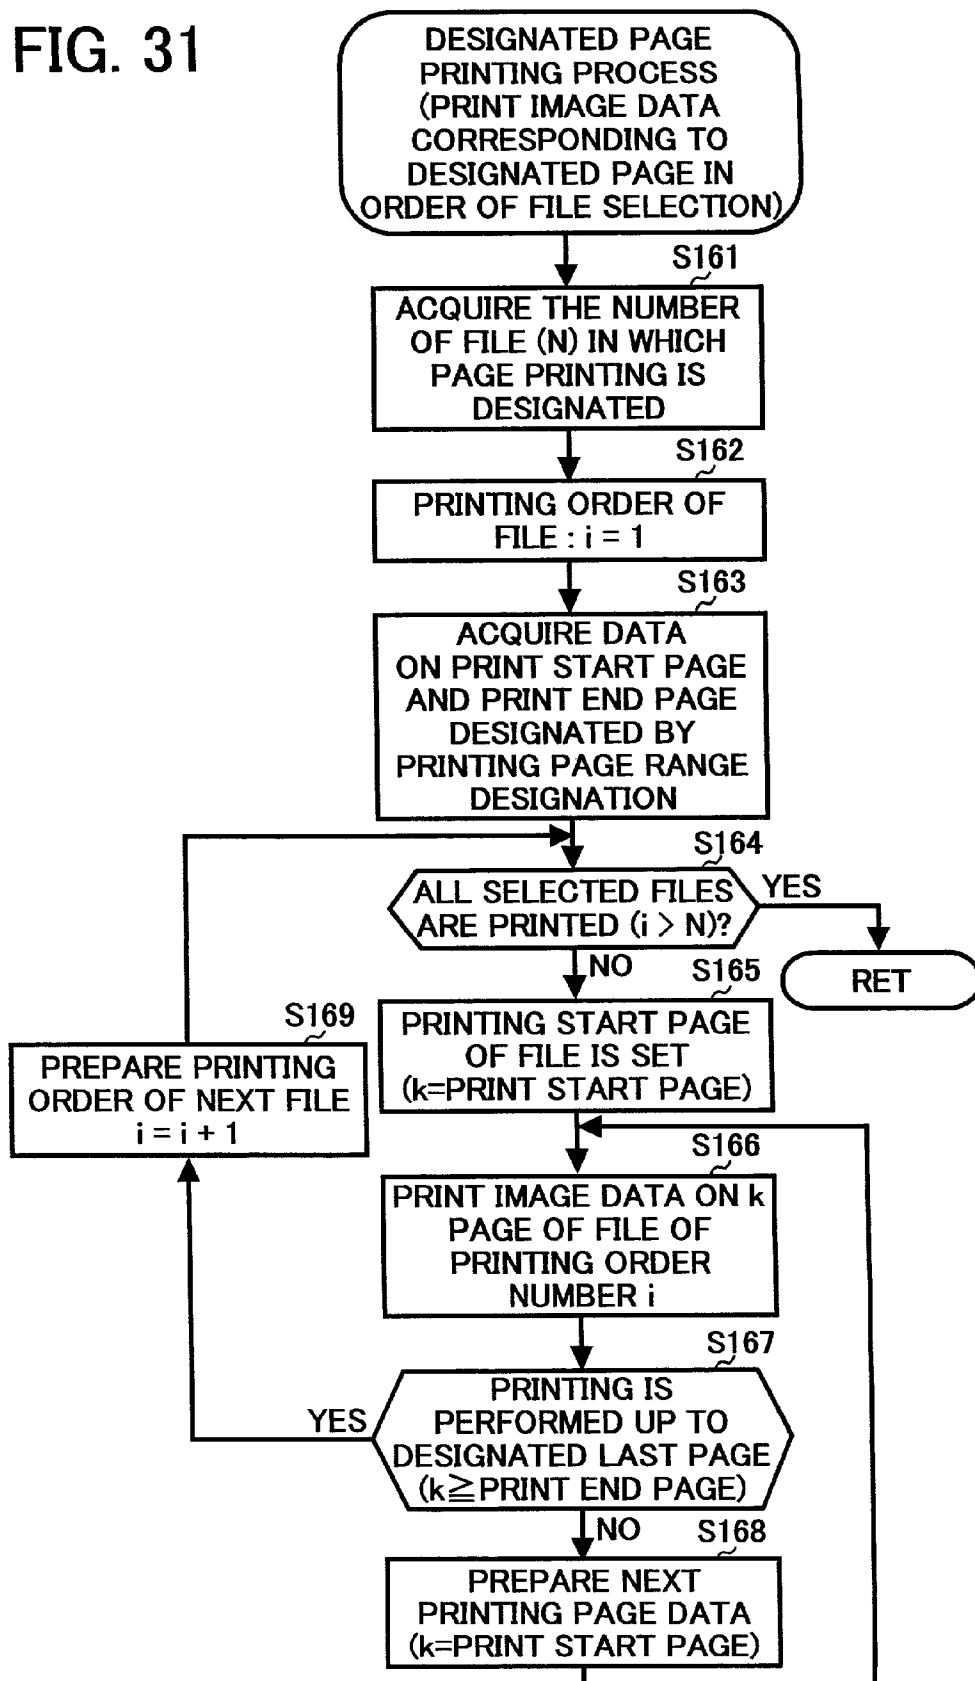 FIG. 31
DESIGNATED PAGE
PRINTING PROCESS
(PRINT IMAGE DATA
CORRESPONDING TO
DESIGNATED PAGE IN
ORDER OF FILE SELECTION)
S161
ACQUIRE THE NUMBER
OF FILE (N) IN WHICH
PAGE PRINTING IS
DESIGNATED
S162
PRINTING ORDER OF
FILE : i = 1
S163
ACQUIRE DATA
ON PRINT START PAGE
AND PRINT END PAGE
DESIGNATED BY
PRINTING PAGE RANGE
DESIGNATION
S164
ALL SELECTED FILES
ARE PRINTED (i > N)?
YES
RET
NO
S165
PRINTING START PAGE
OF FILE IS SET
(k=PRINT START PAGE)
S169
PREPARE PRINTING
ORDER OF NEXT FILE
i = i + 1
S166
PRINT IMAGE DATA ON k
PAGE OF FILE OF
PRINTING ORDER
NUMBER i
S167
PRINTING IS
PERFORMED UP TO
DESIGNATED LAST PAGE
(k≧PRINT END PAGE)
YES
NO
S168
PREPARE NEXT
PRINTING PAGE DATA
(k=PRINT START PAGE)